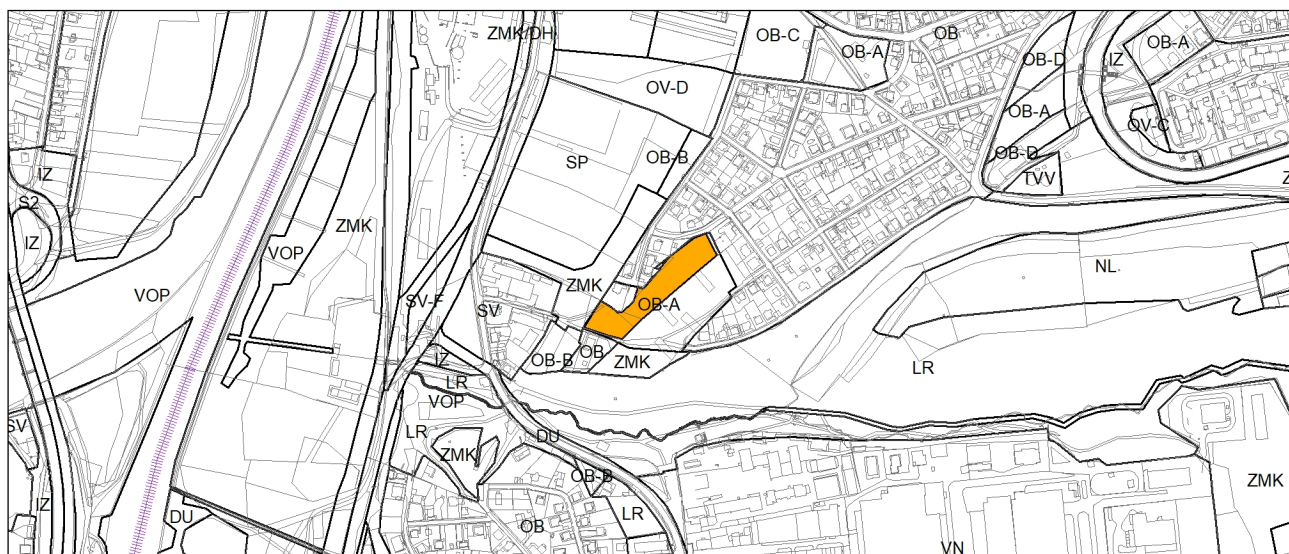 ZMK/DH
OB-C
OB-A
OB
OB-D
IZ
OB-A
OV-D
OB-A
OV-C
SP
OB-B
OB-D
TVV
IZ
S2
IZ
ZMK
VOP
VOP
ZMK
NL.
SV-F
SV
OB-A
IZ
OB-B
OB
ZMK
LR
LR
VOP
SV
LR
DU
ZMK
OB-B
ZMK
IZ
DU
OB
LR
VN